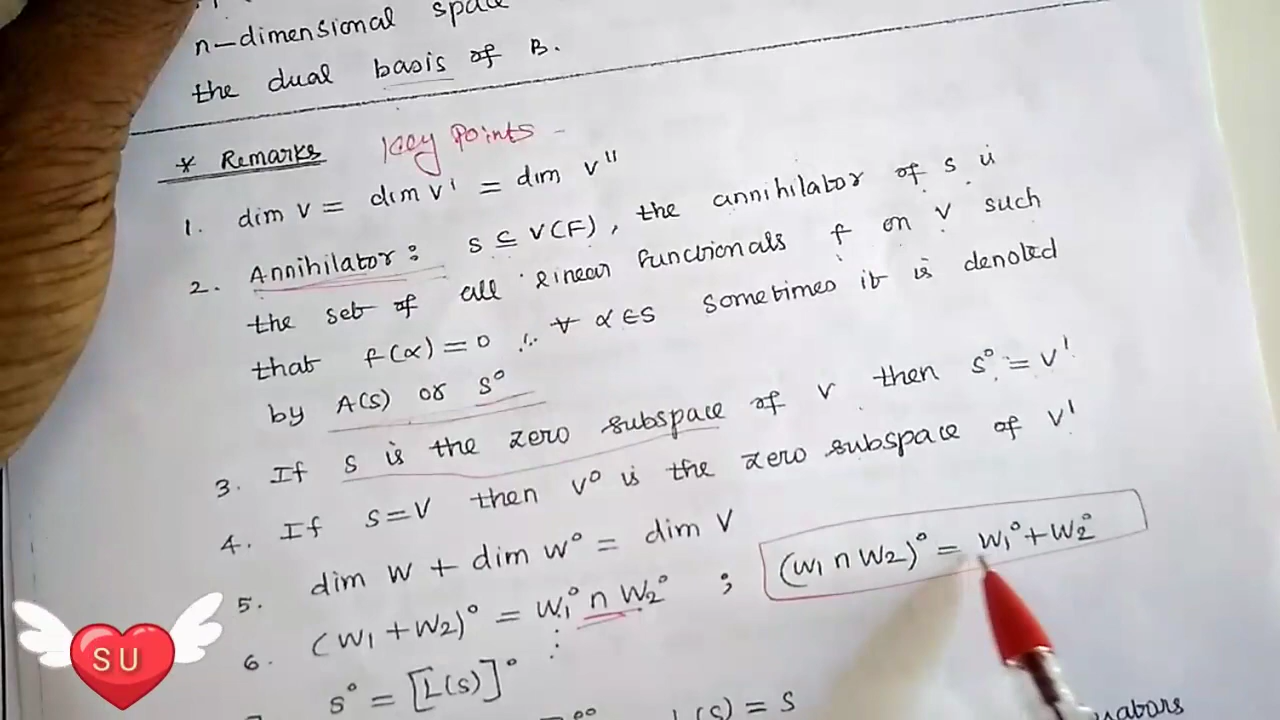 n-dimensional space
the dual basis of B.
* Remarks Key Points -
1. dim V = dim V' = dim V''
2. Annihilator: S ⊆ V(F), the annihilator of S is
the set of all linear functionals f on V such
that f(α) = 0 ∴ ∀ α ∈ S sometimes it is denoted
by A(S) or S°
3. If S is the zero subspace of V then S° = V'
4. If S = V then V° is the zero subspace of V'
5. dim W + dim W° = dim V
6. (W1 + W2)° = W1° ∩ W2° ; (W1 ∩ W2)° = W1° + W2°
S° = [L(S)]°
L(S) = S
SU